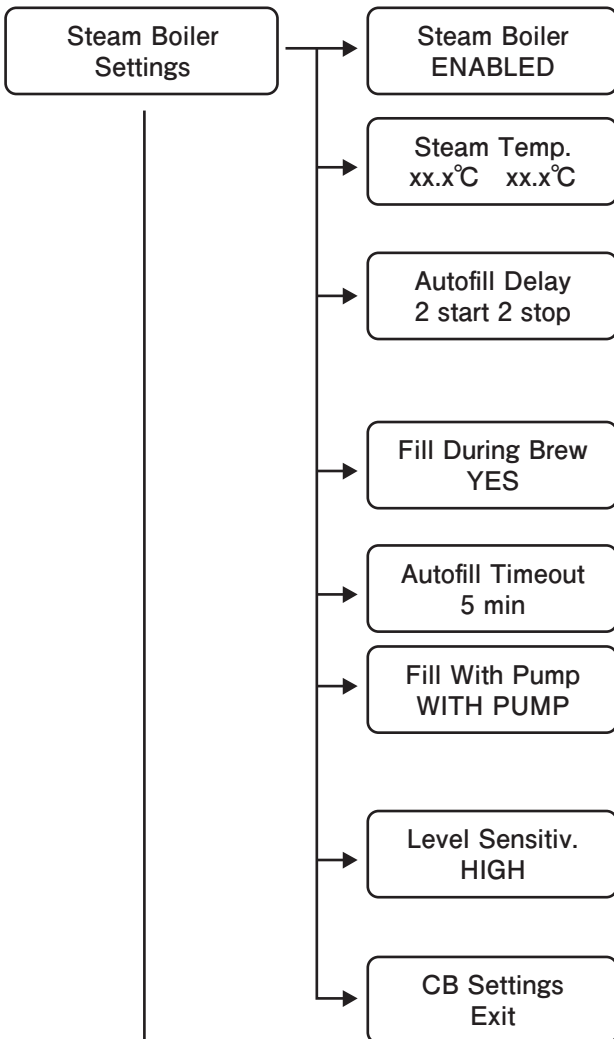 Steam Boiler
Settings
Steam Boiler
ENABLED
Steam Temp.
xx.x℃ xx.x℃
Autofill Delay
2 start 2 stop
Fill During Brew
YES
Autofill Timeout
5 min
Fill With Pump
WITH PUMP
Level Sensitiv.
HIGH
CB Settings
Exit